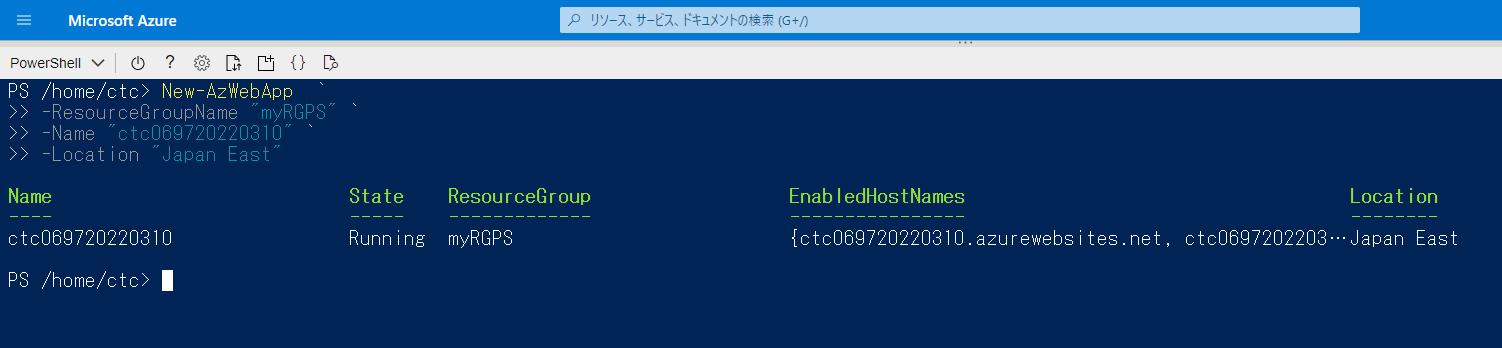 Microsoft Azure
リソース、サービス、ドキュメントの検索 (G+/)
PowerShell
PS /home/ctc> New-AzWebApp `
>> -ResourceGroupName "myRGPS" `
>> -Name "ctc069720220310" `
>> -Location "Japan East"
Name State ResourceGroup EnabledHostNames Location
---- ----- ------------- ---------------- --------
ctc069720220310 Running myRGPS {ctc069720220310.azurewebsites.net, ctc0697202203…Japan East
PS /home/ctc>